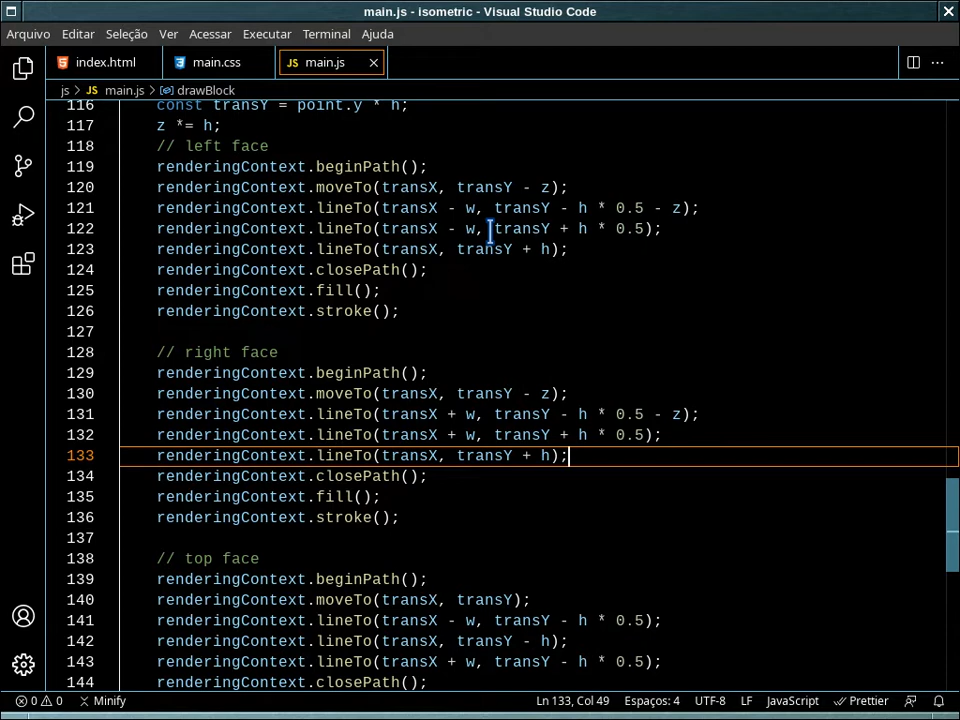 main.js - isometric - Visual Studio Code
Arquivo Editar Seleção Ver Acessar Executar Terminal Ajuda
index.html main.css JS main.js
js > JS main.js > drawBlock
116 const transY = point.y * h;
117 z *= h;
118 // left face
119 renderingContext.beginPath();
120 renderingContext.moveTo(transX, transY - z);
121 renderingContext.lineTo(transX - w, transY - h * 0.5 - z);
122 renderingContext.lineTo(transX - w, transY + h * 0.5);
123 renderingContext.lineTo(transX, transY + h);
124 renderingContext.closePath();
125 renderingContext.fill();
126 renderingContext.stroke();
127
128 // right face
129 renderingContext.beginPath();
130 renderingContext.moveTo(transX, transY - z);
131 renderingContext.lineTo(transX + w, transY - h * 0.5 - z);
132 renderingContext.lineTo(transX + w, transY + h * 0.5);
133 renderingContext.lineTo(transX, transY + h);
134 renderingContext.closePath();
135 renderingContext.fill();
136 renderingContext.stroke();
137
138 // top face
139 renderingContext.beginPath();
140 renderingContext.moveTo(transX, transY);
141 renderingContext.lineTo(transX - w, transY - h * 0.5);
142 renderingContext.lineTo(transX, transY - h);
143 renderingContext.lineTo(transX + w, transY - h * 0.5);
144 renderingContext.closePath();
0 0 Minify Ln 133, Col 49 Espaços: 4 UTF-8 LF JavaScript Prettier